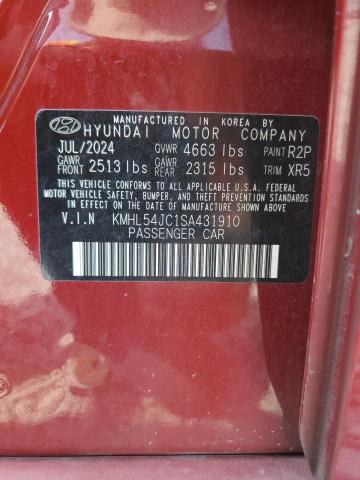 MANUFACTURED IN KOREA BY
HYUNDAI MOTOR COMPANY
JUL/2024 GVWR 4663 lbs PAINT R2P
GAWR FRONT 2513 lbs GAWR REAR 2315 lbs TRIM XR5
THIS VEHICLE CONFORMS TO ALL APPLICABLE U.S.A. FEDERAL
MOTOR VEHICLE SAFETY, BUMPER, AND THEFT PREVENTION STANDARDS
IN EFFECT ON THE DATE OF MANUFACTURE SHOWN ABOVE.
V.I.N KMHL54JC1SA431910
PASSENGER CAR